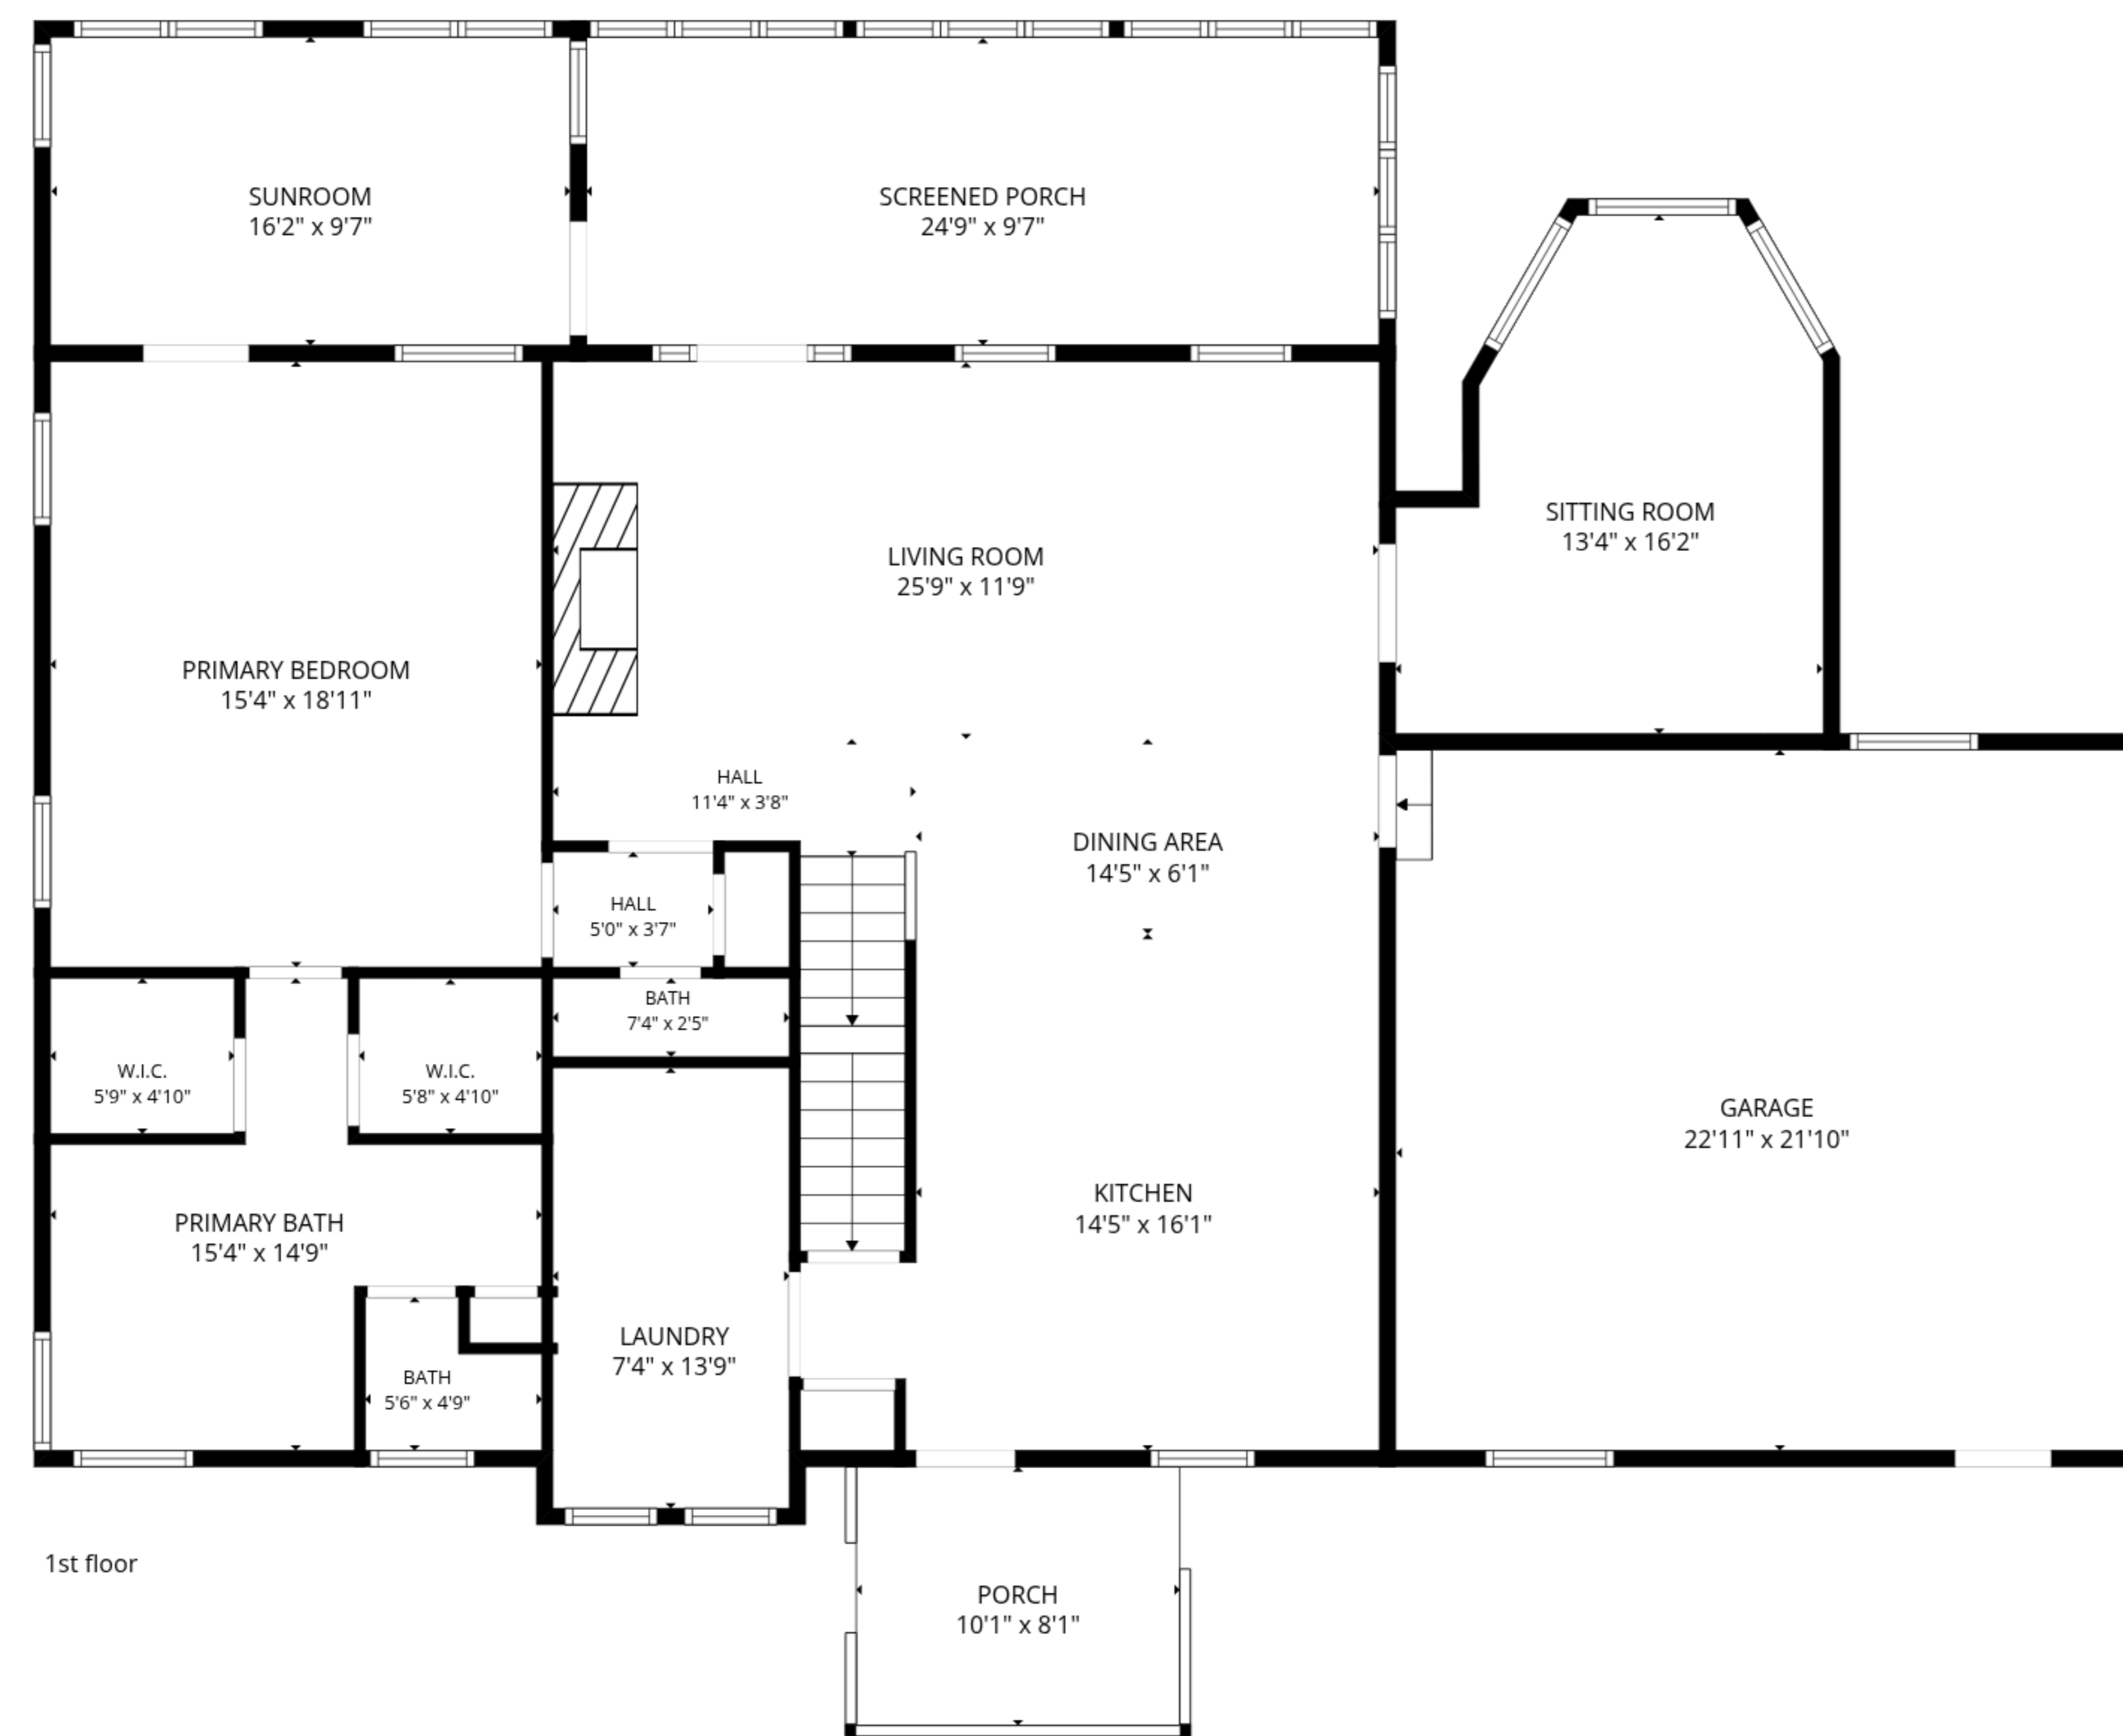 SUNROOM
16'2" x 9'7"
SCREENED PORCH
24'9" x 9'7"
SITTING ROOM
13'4" x 16'2"
LIVING ROOM
25'9" x 11'9"
PRIMARY BEDROOM
15'4" x 18'11"
HALL
11'4" x 3'8"
DINING AREA
14'5" x 6'1"
HALL
5'0" x 3'7"
BATH
7'4" x 2'5"
W.I.C.
5'9" x 4'10"
W.I.C.
5'8" x 4'10"
GARAGE
22'11" x 21'10"
KITCHEN
14'5" x 16'1"
PRIMARY BATH
15'4" x 14'9"
LAUNDRY
7'4" x 13'9"
BATH
5'6" x 4'9"
1st floor
PORCH
10'1" x 8'1"